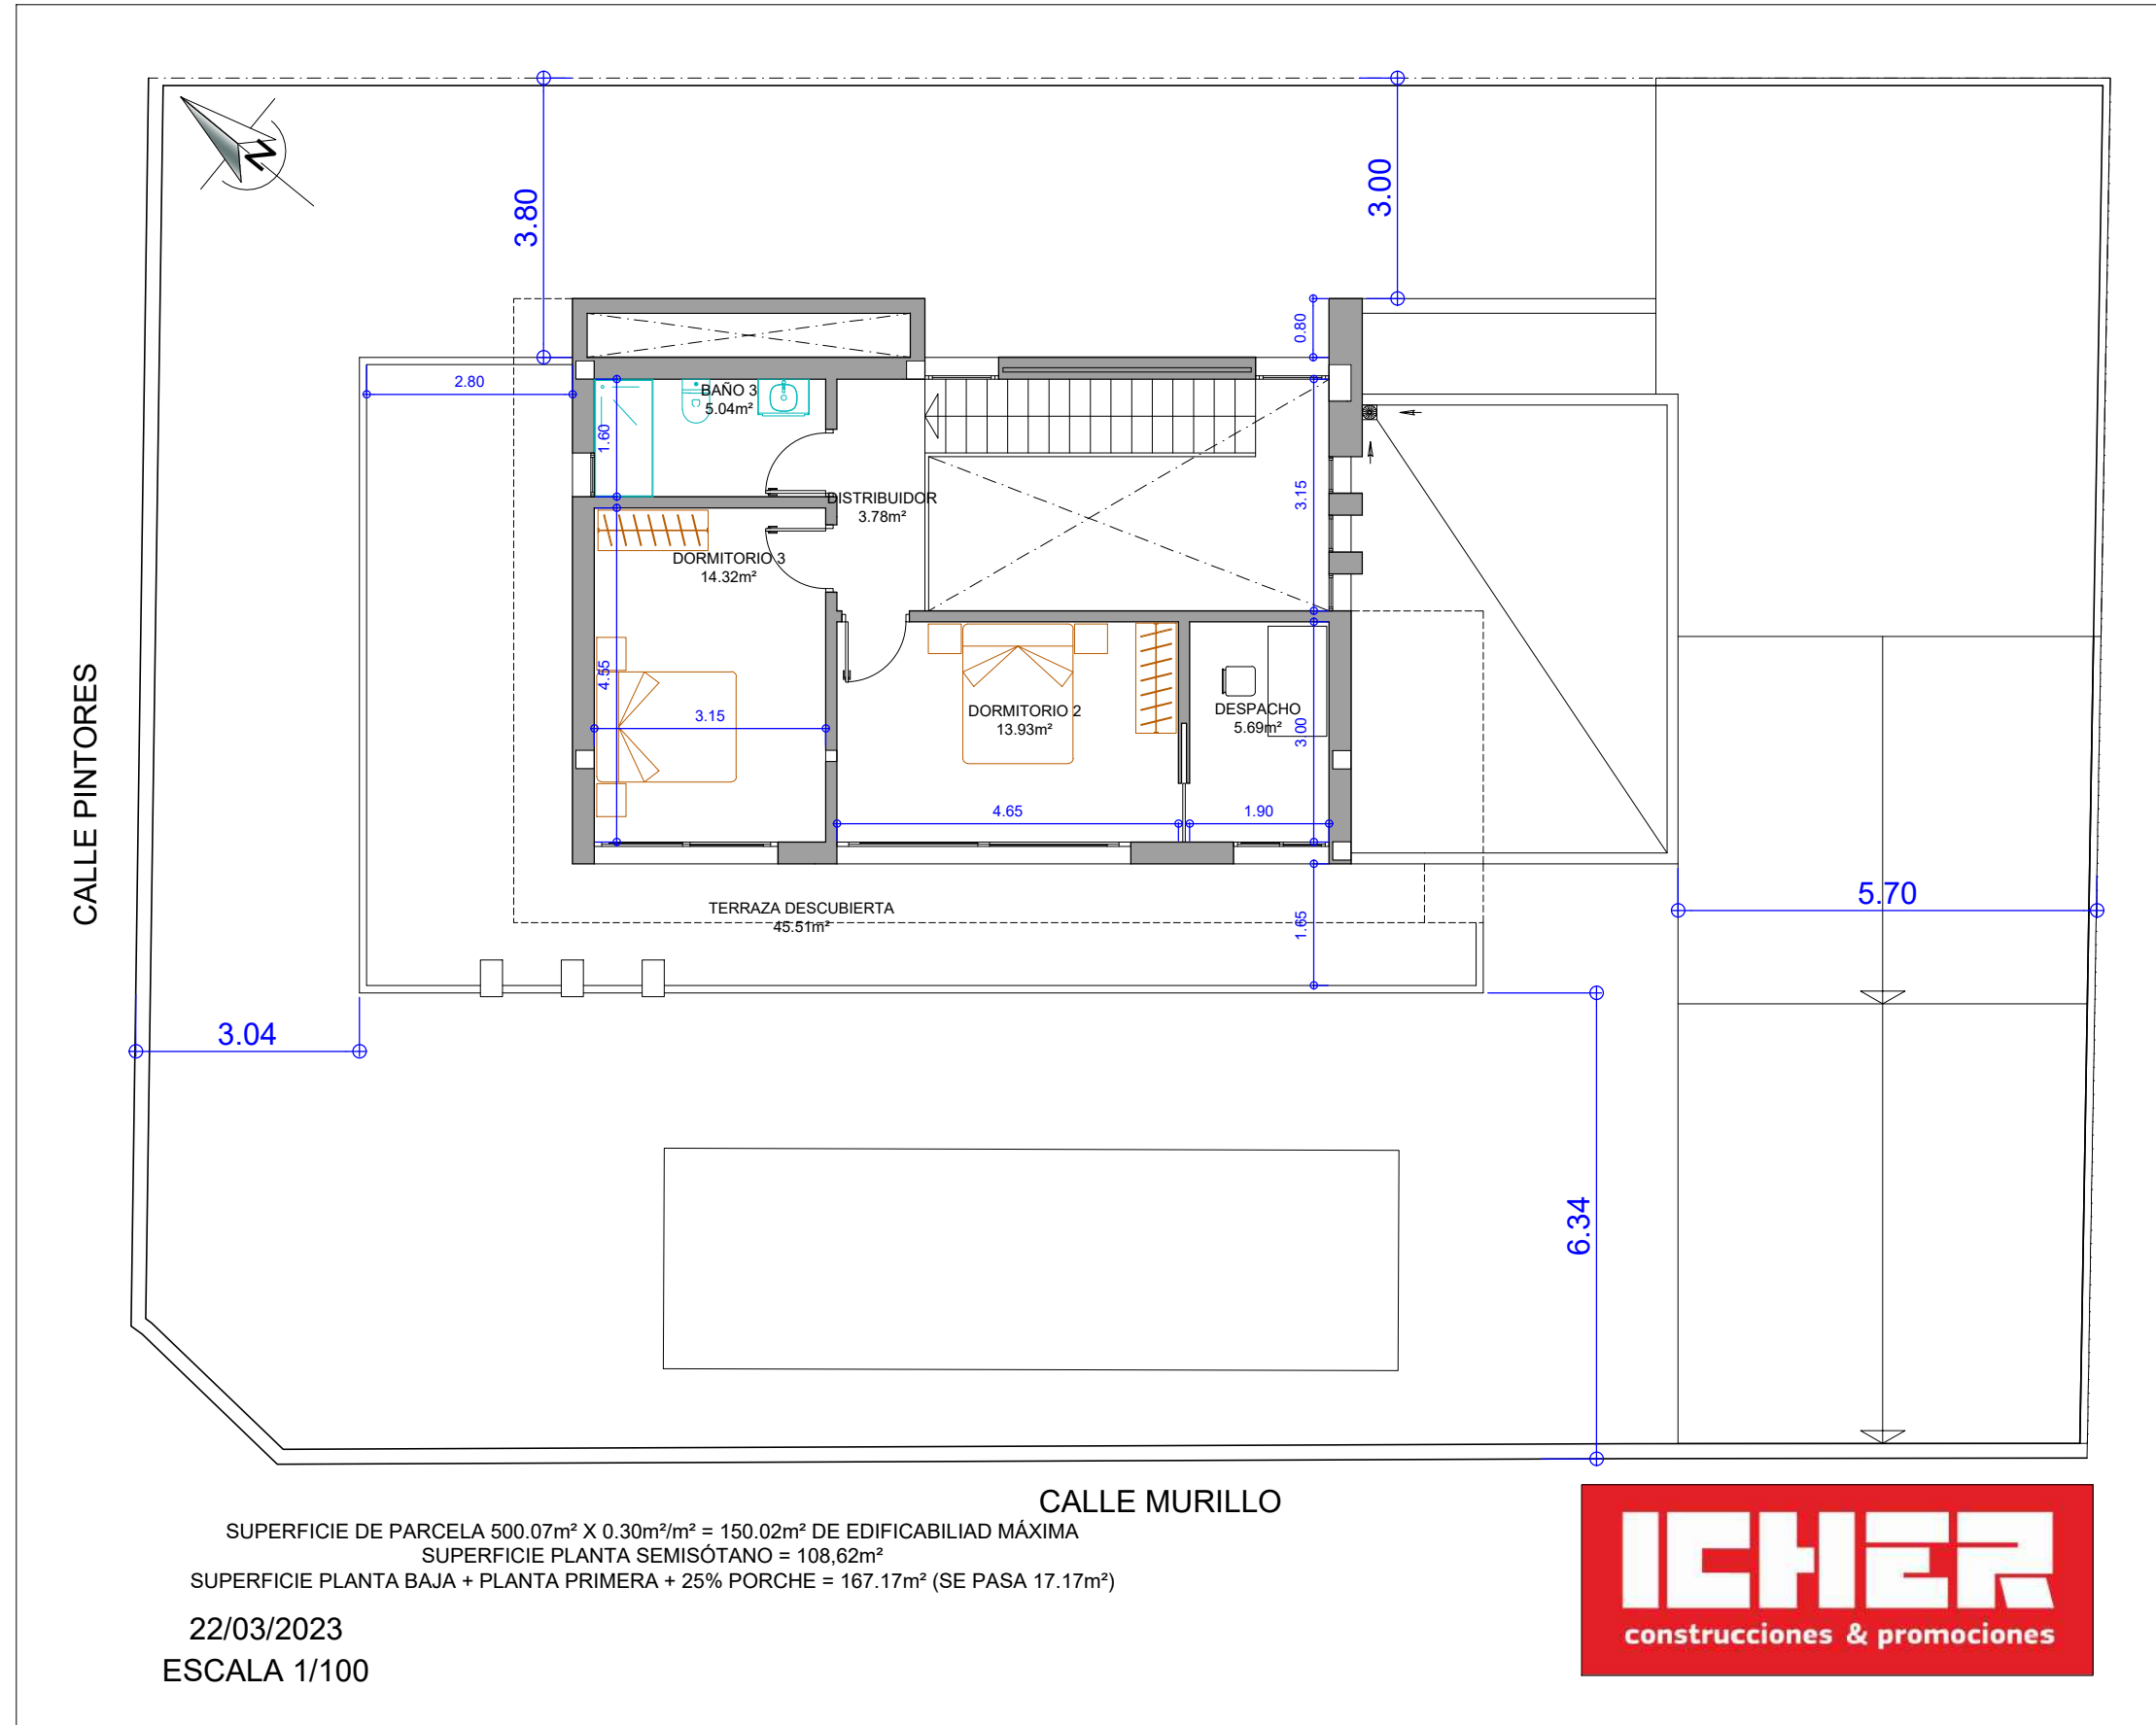 N
3.80
3.00
0.80
2.80
BAÑO 3
5.04m²
1.60
DISTRIBUIDOR
3.78m²
3.15
DORMITORIO 3
14.32m²
4.55
3.15
DORMITORIO 2
13.93m²
DESPACHO
5.69m²
3.00
4.65
1.90
CALLE PINTORES
TERRAZA DESCUBIERTA
45.51m²
1.65
5.70
3.04
6.34
CALLE MURILLO
SUPERFICIE DE PARCELA 500.07m² X 0.30m²/m² = 150.02m² DE EDIFICABILIAD MÁXIMA
SUPERFICIE PLANTA SEMISÓTANO = 108,62m²
SUPERFICIE PLANTA BAJA + PLANTA PRIMERA + 25% PORCHE = 167.17m² (SE PASA 17.17m²)
22/03/2023
ESCALA 1/100
ICHER
construcciones & promociones